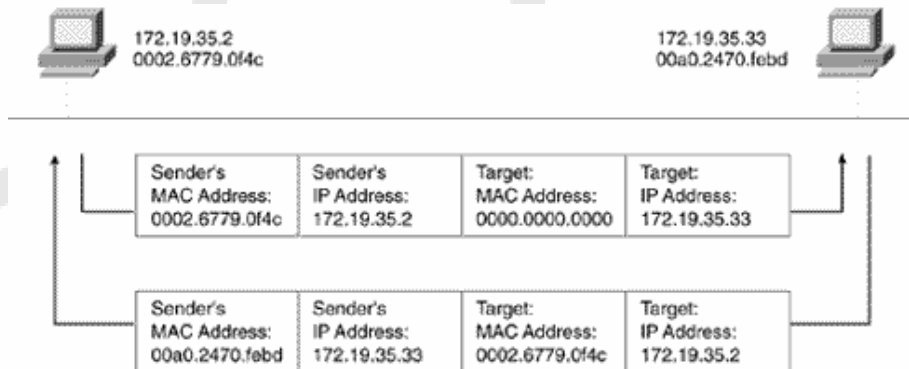 172.19.35.2
0002.6779.0f4c
172.19.35.33
00a0.2470.febd
Sender's
MAC Address:
0002.6779.0f4c
Sender's
IP Address:
172.19.35.2
Target:
MAC Address:
0000.0000.0000
Target:
IP Address:
172.19.35.33
Sender's
MAC Address:
00a0.2470.febd
Sender's
IP Address:
172.19.35.33
Target:
MAC Address:
0002.6779.0f4c
Target:
IP Address:
172.19.35.2